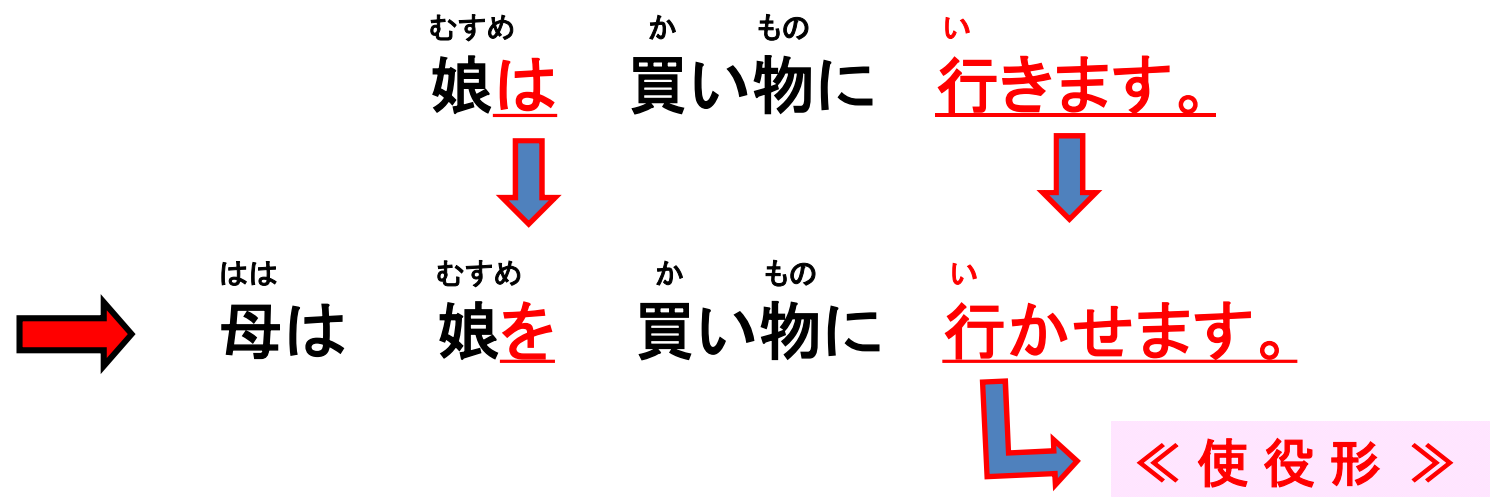 むすめ か もの い
娘は 買い物に 行きます。
はは むすめ か もの い
母は 娘を 買い物に 行かせます。
≪使役形 ≫